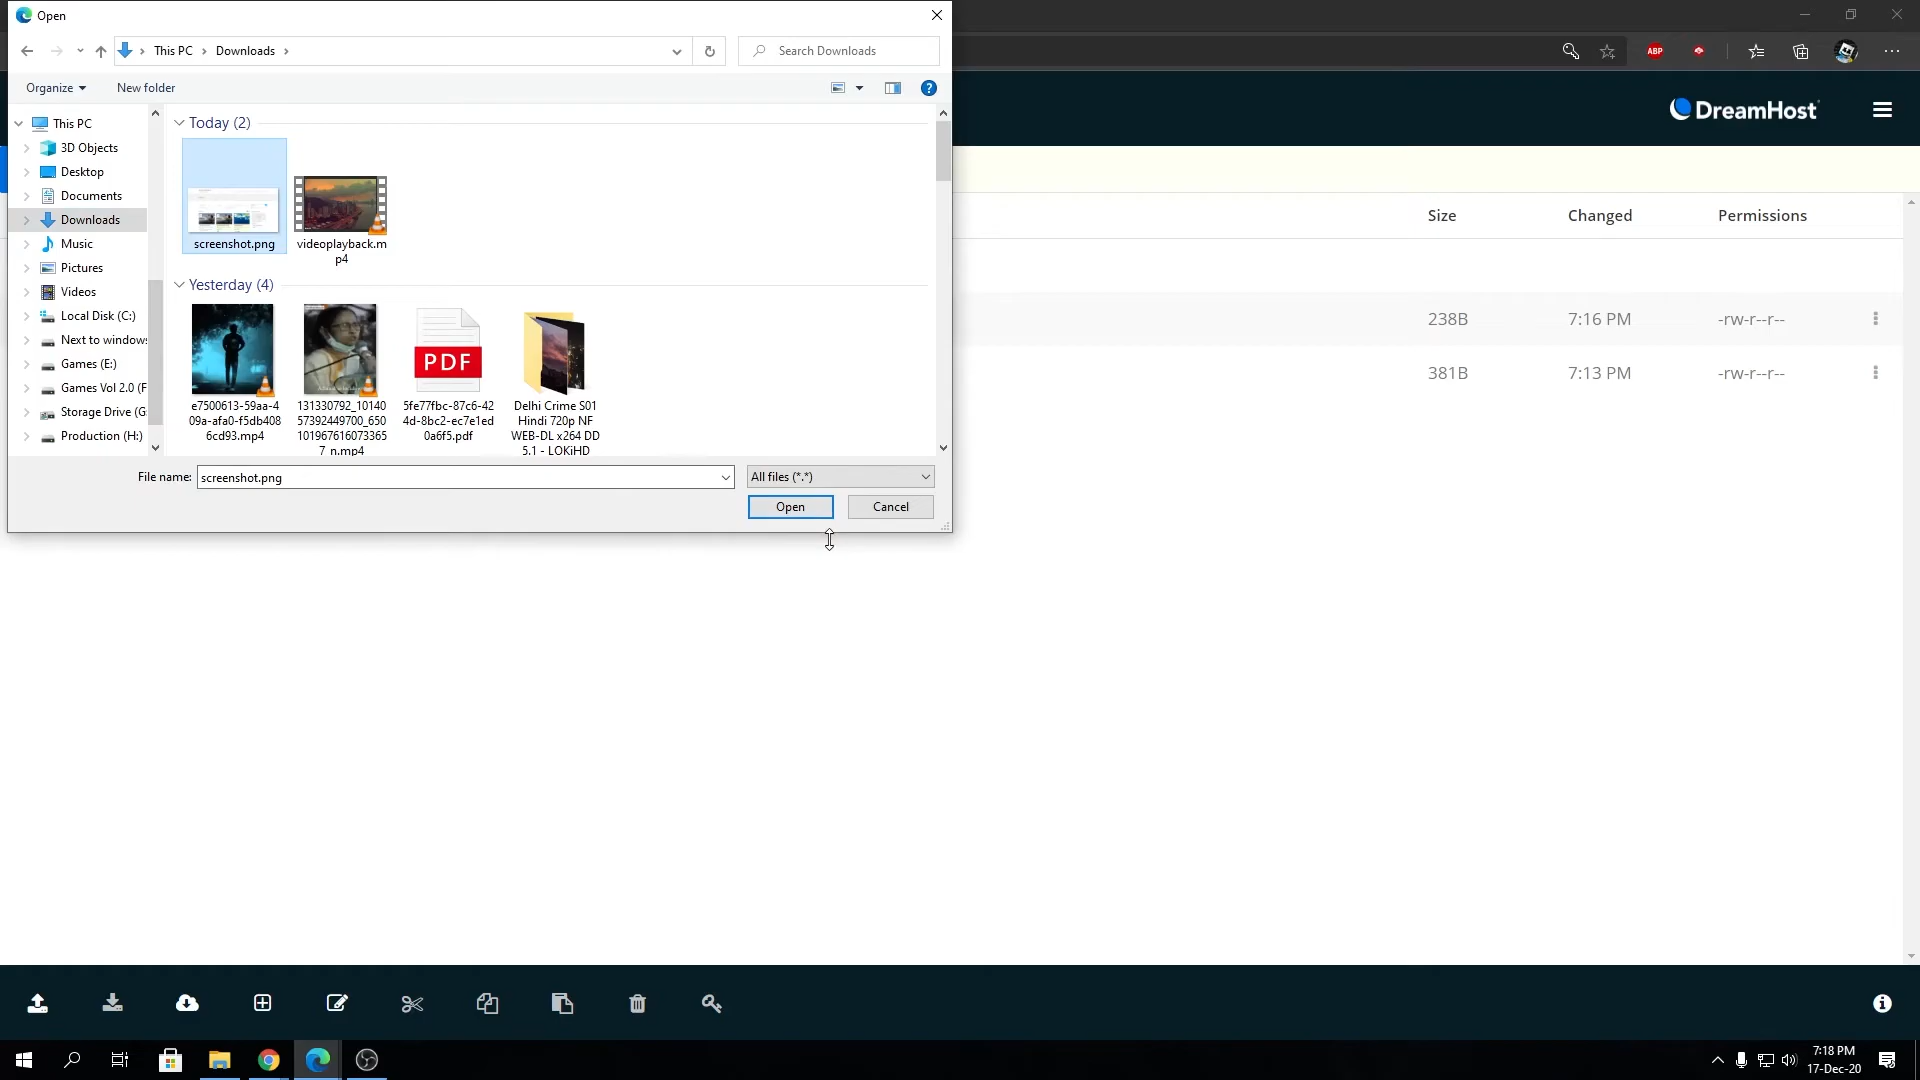 Open
This PC
Downloads
Search Downloads
ABP
Organize
New folder
DreamHost
This PC
3D Objects
Desktop
Documents
Downloads
Music
Pictures
Videos
Local Disk (C:)
Next to window
Games (E:)
Games Vol 2.0 (F
Storage Drive (G:
Production (H:)
Today (2)
screenshot.png
videoplayback.m
p4
Yesterday (4)
PDF
e7500613-59aa-4
09a-afa0-f5db408
6cd93.mp4
131330792_10140
57392449700_650
101967616073365
7_n.mp4
5fe77fbc-87c6-42
4d-8bc2-ec7e1ed
0a6f5.pdf
Delhi Crime S01
Hindi 720p NF
WEB-DL x264 DD
5.1 - LOKiHD
File name:
screenshot.png
All files (*.*)
Open
Cancel
Size
Changed
Permissions
238B
7:16 PM
-rw-r--r--
381B
7:13 PM
-rw-r--r--
7:18 PM
17-Dec-20